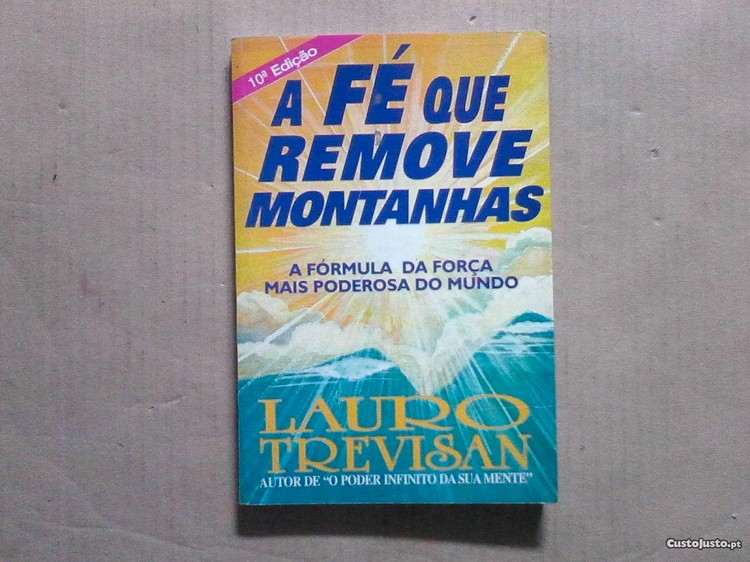 10ª Edição
A FÉ QUE
REMOVE
MONTANHAS
A FÓRMULA DA FORÇA
MAIS PODEROSA DO MUNDO
LAURO
TREVISAN
AUTOR DE "O PODER INFINITO DA SUA MENTE"
CustoJusto.pt